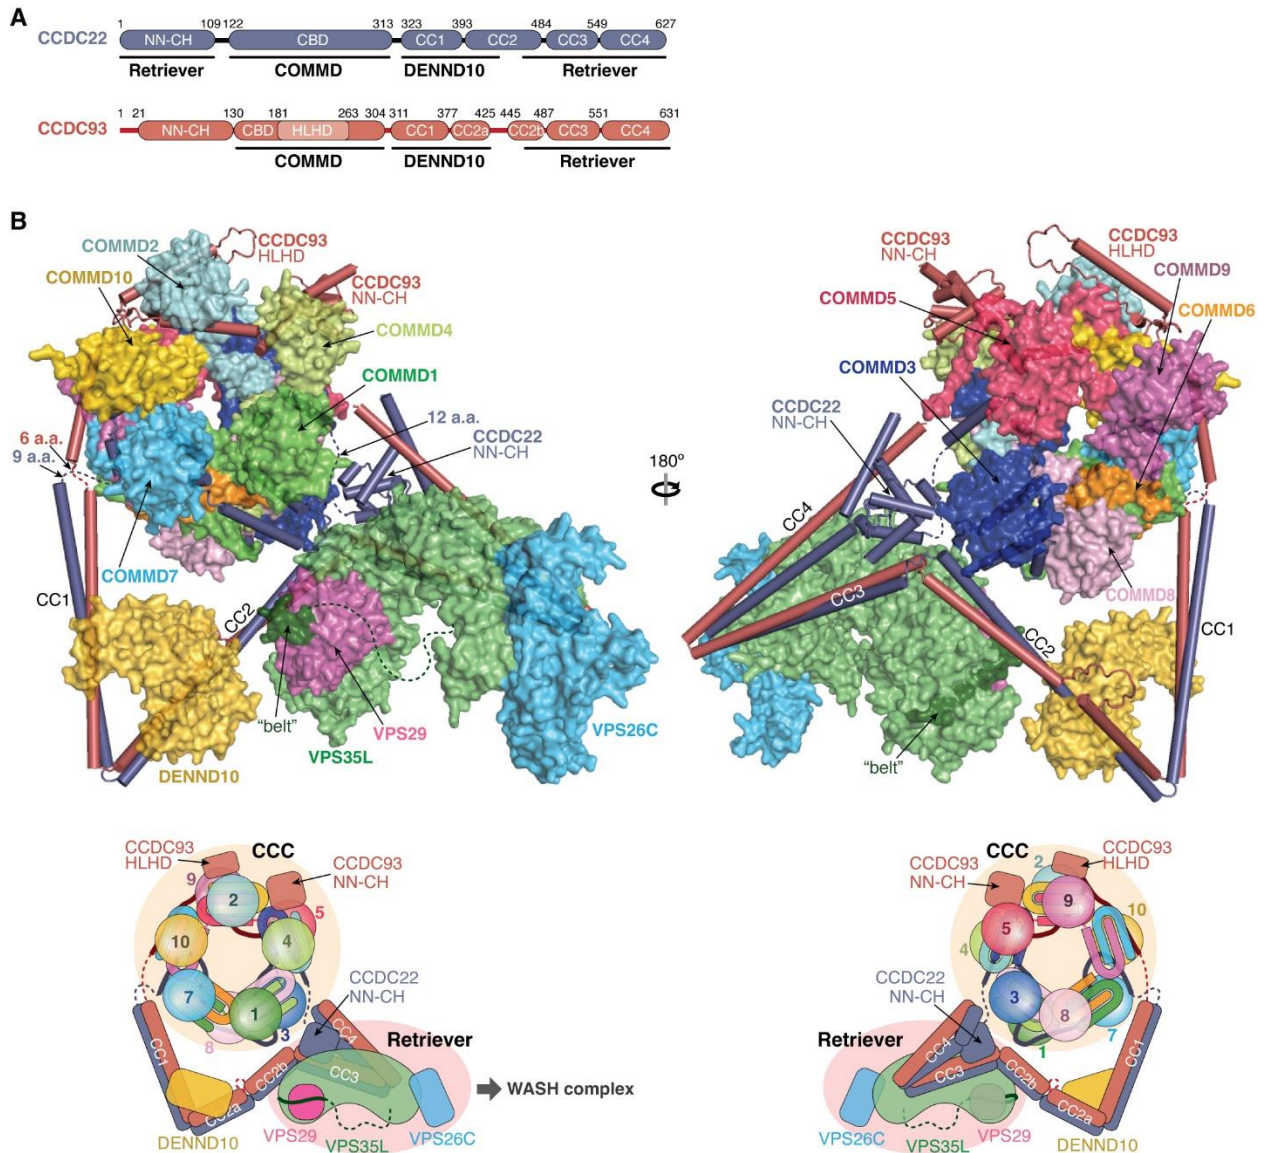 A
1 109 122 313 323 393 484 549 627
CCDC22 NN-CH CBD CC1 CC2 CC3 CC4
Retriever COMMD DENND10 Retriever
1 21 130 181 263 304 311 377 425 445 487 551 631
CCDC93 NN-CH CBD HLHD CC1 CC2a CC2b CC3 CC4
COMMD DENND10 Retriever
B
COMMD2
CCDC93
HLHD
COMMD10
CCDC93
NN-CH
COMMD4
COMMD1
12 a.a.
CCDC22
NN-CH
6 a.a.
9 a.a.
COMMD7
CC1
CC2
"belt"
VPS29
VPS35L
VPS26C
DENND10
180º
CCDC93
NN-CH
CCDC93
HLHD
COMMD9
COMMD5
COMMD6
COMMD3
CCDC22
NN-CH
CC4
CC3
COMMD8
CC2
CC1
"belt"
CCDC93
HLHD
CCC
CCDC93
NN-CH
9
2
5
10
4
7
1
3
8
CCDC22
NN-CH
Retriever
CC1
CC4
CC3
CC2b
CC2a
WASH complex
DENND10
VPS29
VPS35L
VPS26C
CCDC93
NN-CH
CCC
CCDC93
HLHD
2
9
10
5
4
3
8
7
1
CCDC22
NN-CH
Retriever
CC4
CC3
CC2b
CC2a
CC1
VPS26C
VPS35L
VPS29
DENND10